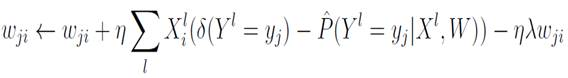 w_{ji} ← w_{ji} + η ∑_l X_i^l (δ(Y^l = y_j) − P̂(Y^l = y_j|X^l, W)) − ηλw_{ji}